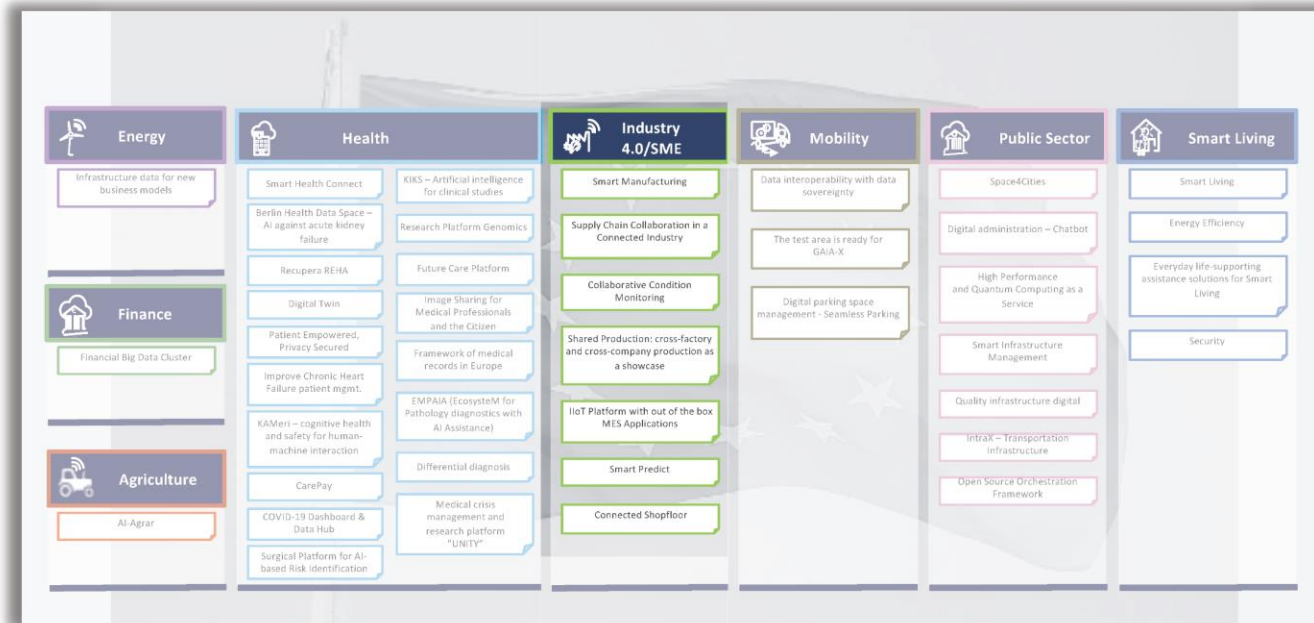 Energy
Infrastructure data for new
business models
Finance
Financial Big Data Cluster
Agriculture
AI-Agrar
Health
Smart Health Connect
Berlin Health Data Space –
AI against acute kidney
failure
Recupera REHA
Digital Twin
Patient Empowered,
Privacy Secured
Improve Chronic Heart
Failure patient mgmt.
KAMeri – cognitive health
and safety for human-
machine interaction
CarePay
COVID-19 Dashboard &
Data Hub
Surgical Platform for AI-
based Risk Identification
KIKS – Artificial intelligence
for clinical studies
Research Platform Genomics
Future Care Platform
Image Sharing for
Medical Professionals
and the Citizen
Framework of medical
records in Europe
EMPAIA (EcosysteM for
Pathology diagnostics with
AI Assistance)
Differential diagnosis
Medical crisis
management and
research platform
"UNITY"
Industry
4.0/SME
Smart Manufacturing
Supply Chain Collaboration in a
Connected Industry
Collaborative Condition
Monitoring
Shared Production: cross-factory
and cross-company production as
a showcase
IIoT Platform with out of the box
MES Applications
Smart Predict
Connected Shopfloor
Mobility
Data interoperability with data
sovereignty
The test area is ready for
GAIA-X
Digital parking space
management - Seamless Parking
Public Sector
Space4Cities
Digital administration – Chatbot
High Performance
and Quantum Computing as a
Service
Smart Infrastructure
Management
Quality infrastructure digital
IntraX – Transportation
Infrastructure
Open Source Orchestration
Framework
Smart Living
Smart Living
Energy Efficiency
Everyday life-supporting
assistance solutions for Smart
Living
Security